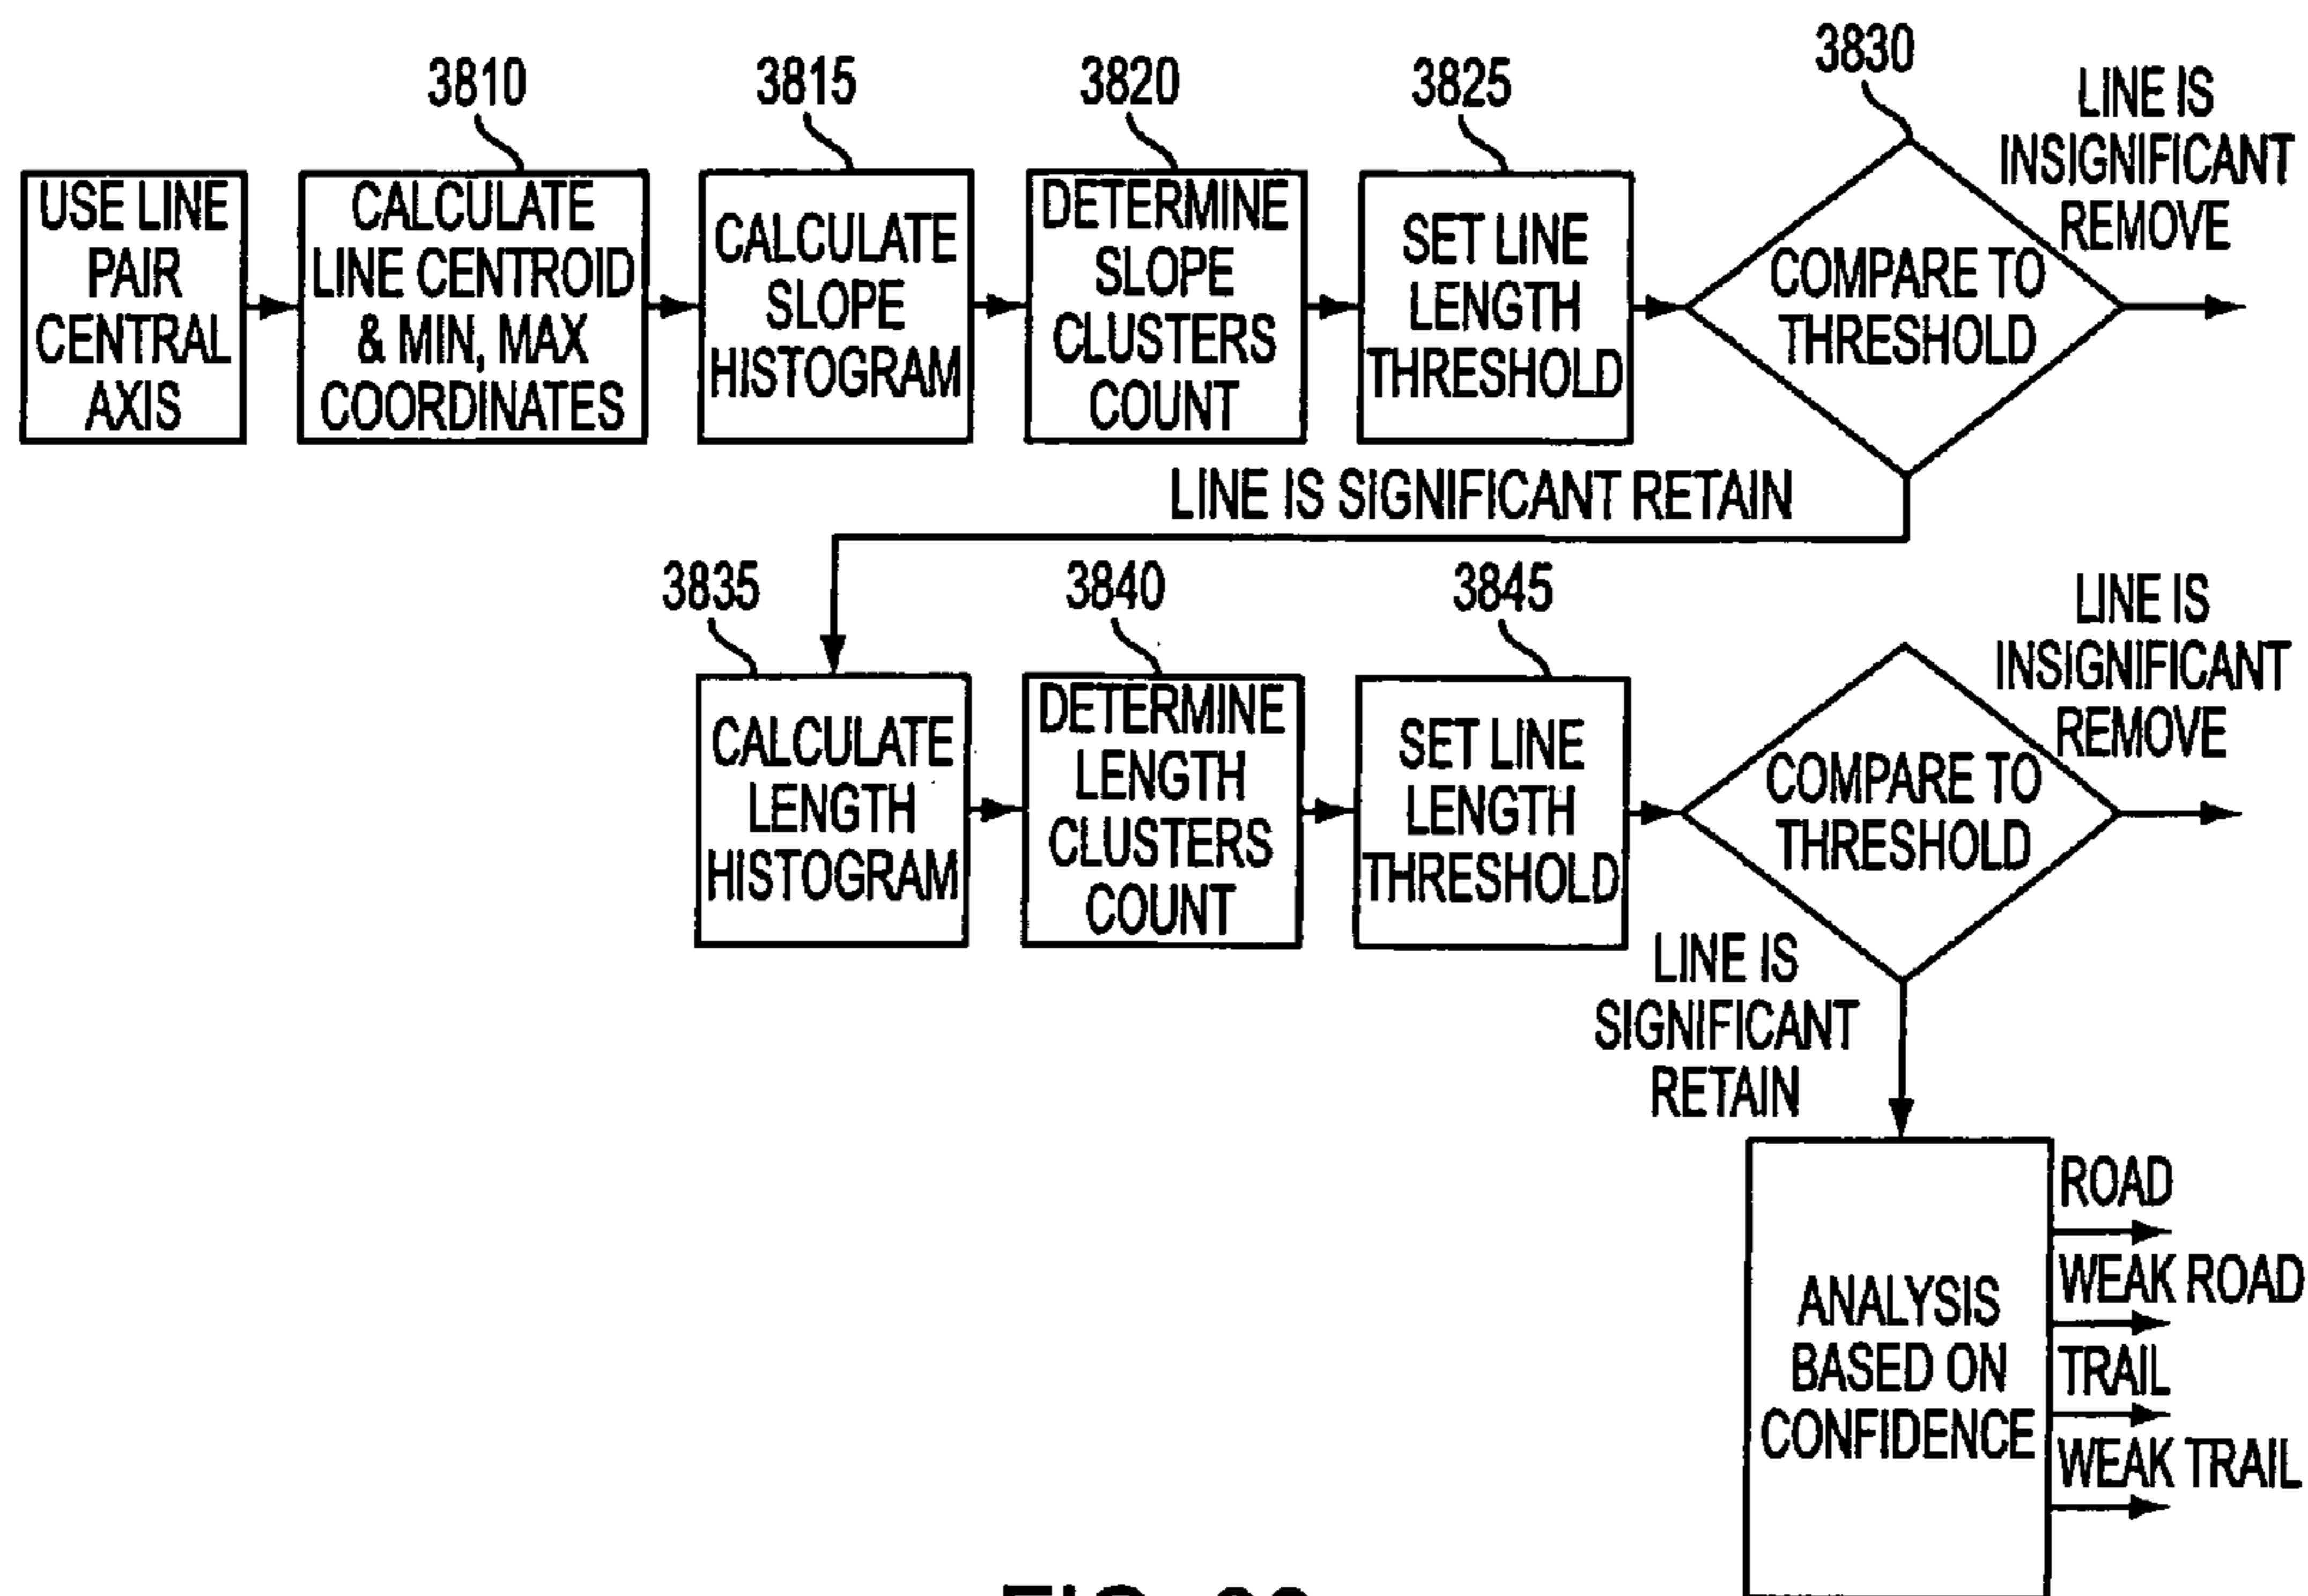 3810
3815
3820
3825
3830
USE LINE
PAIR
CENTRAL
AXIS
CALCULATE
LINE CENTROID
& MIN, MAX
COORDINATES
CALCULATE
SLOPE
HISTOGRAM
DETERMINE
SLOPE
CLUSTERS
COUNT
SET LINE
LENGTH
THRESHOLD
COMPARE TO
THRESHOLD
LINE IS
INSIGNIFICANT
REMOVE
LINE IS SIGNIFICANT RETAIN
3835
3840
3845
CALCULATE
LENGTH
HISTOGRAM
DETERMINE
LENGTH
CLUSTERS
COUNT
SET LINE
LENGTH
THRESHOLD
COMPARE TO
THRESHOLD
LINE IS
INSIGNIFICANT
REMOVE
LINE IS
SIGNIFICANT
RETAIN
ANALYSIS
BASED ON
CONFIDENCE
ROAD
WEAK ROAD
TRAIL
WEAK TRAIL
FIG.